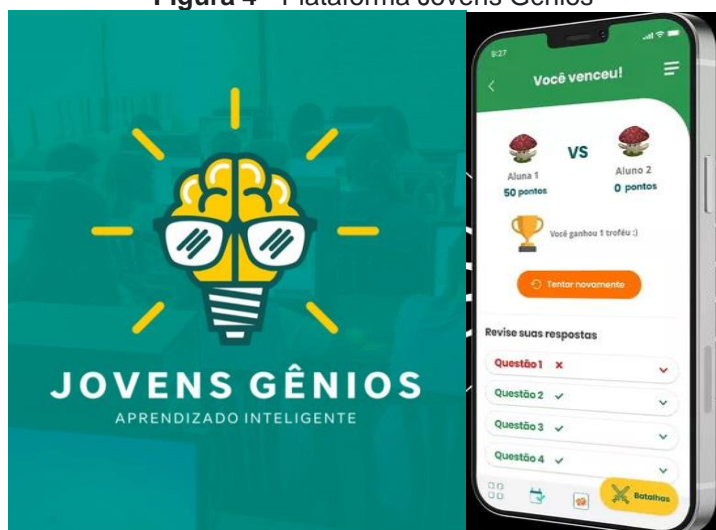 Figura 4 - Plataforma Jovens Gênios
JOVENS GÊNIOS
APRENDIZADO INTELIGENTE
9:27
Você venceu!
VS
Aluna 1
Aluno 2
50 pontos
0 pontos
Você ganhou 1 troféu :)
Tentar novamente
Revise suas respostas
Questão 1
Questão 2
Questão 3
Questão 4
Batalhas